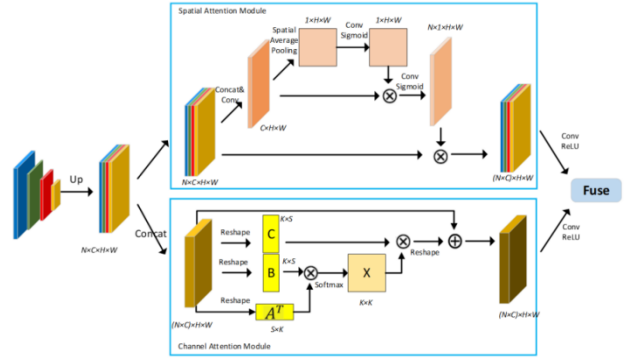 Spatial Attention Module
Spatial
Average
Pooling
1×H×W
Conv
Sigmoid
1×H×W
N×1×H×W
Concat&
Conv
Conv
Sigmoid
C×H×W
N×C×H×W
(N×C)×H×W
Conv
ReLU
Up
N×C×H×W
Fuse
Concat
Conv
ReLU
Reshape
C
K×S
Reshape
B
K×S
Softmax
X
K×K
Reshape
Reshape
A^T
S×K
(N×C)×H×W
(N×C)×H×W
Channel Attention Module